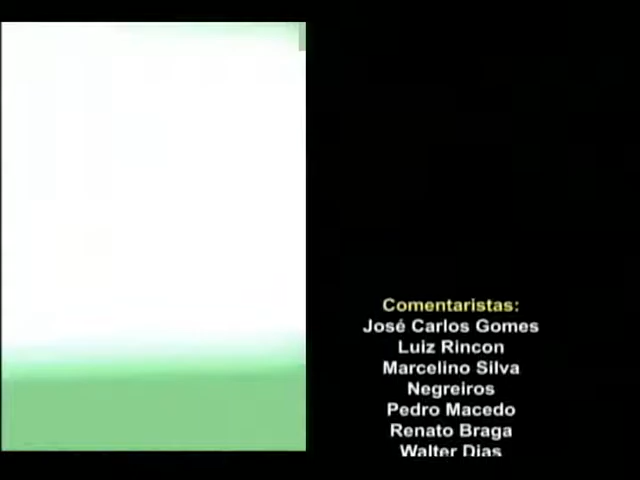 Comentaristas:
José Carlos Gomes
Luiz Rincon
Marcelino Silva
Negreiros
Pedro Macedo
Renato Braga
Walter Dias